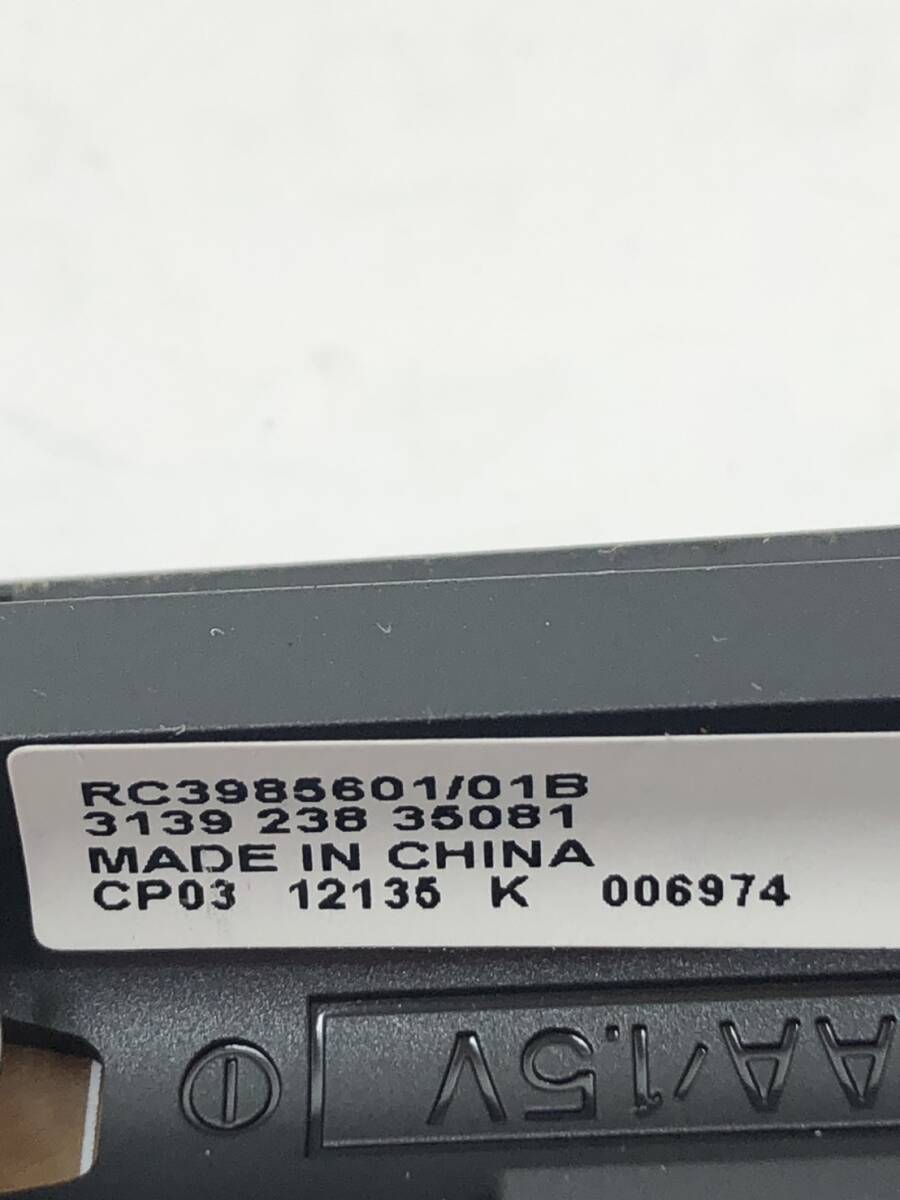 RC3985601/01B
3139 238 35081
MADE IN CHINA
CP03 12135 K 006974
AA/1.5V